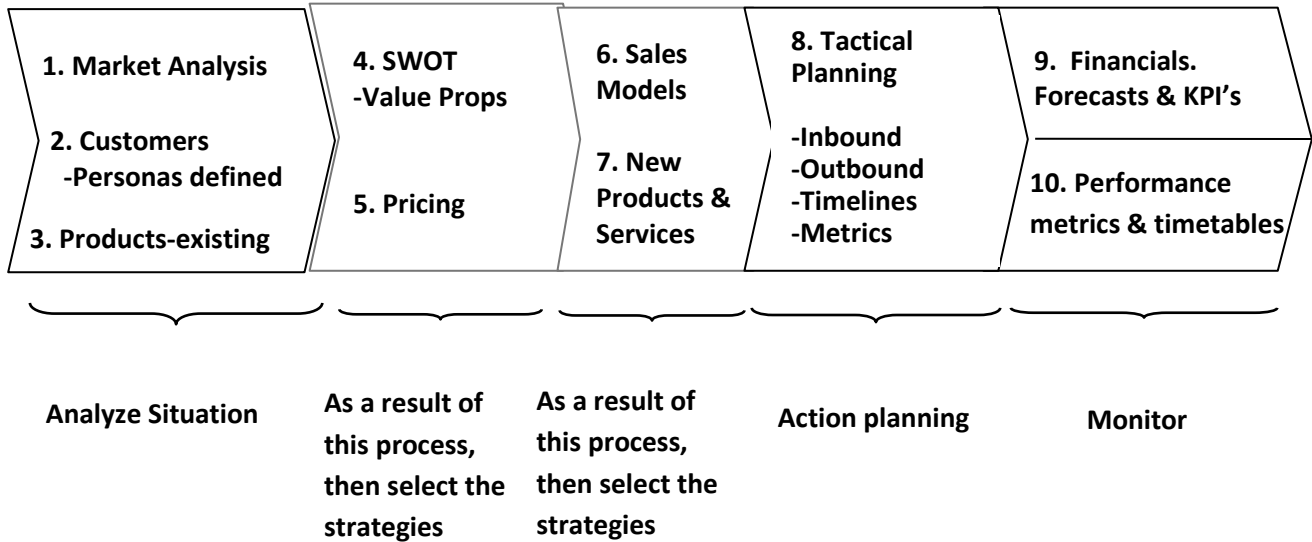 1. Market Analysis
2. Customers
-Personas defined
3. Products-existing
4. SWOT
-Value Props
5. Pricing
6. Sales
Models
7. New
Products &
Services
8. Tactical
Planning
-Inbound
-Outbound
-Timelines
-Metrics
9. Financials.
Forecasts & KPI's
10. Performance
metrics & timetables
Analyze Situation
As a result of
this process,
then select the
strategies
As a result of
this process,
then select the
strategies
Action planning
Monitor